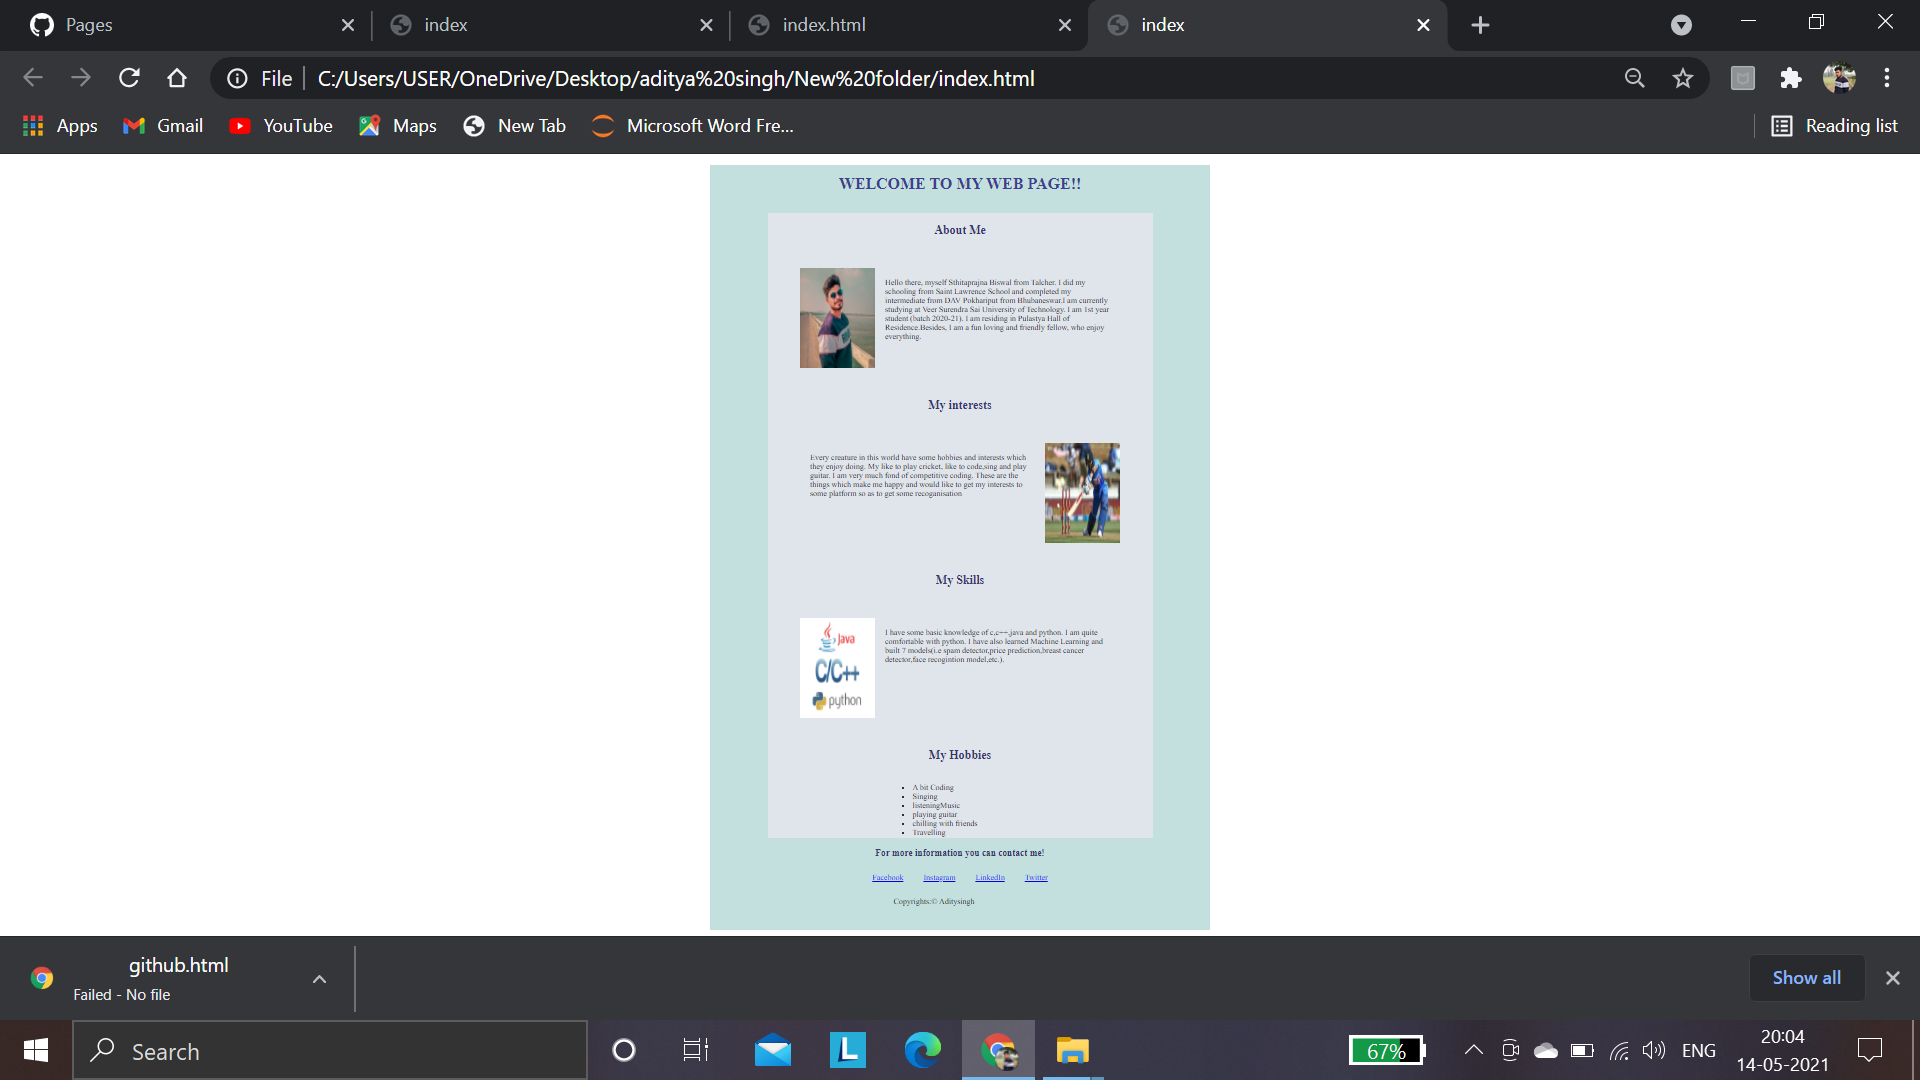 Pages
index
index.html
index
File
C:/Users/USER/OneDrive/Desktop/aditya%20singh/New%20folder/index.html
Apps
Gmail
YouTube
Maps
New Tab
Microsoft Word Fre...
Reading list
WELCOME TO MY WEB PAGE!!
About Me
Hello there, myself Sthitaprajna Biswal from Talcher. I did my
schooling from Saint Lawrence School and completed my
intermediate from DAV Pokhariput from Bhubaneswar.I am currently
studying at Veer Surendra Sai University of Technology. I am 1st year
student (batch 2020-21). I am residing in Pulastya Hall of
Residence.Besides, I am a fun loving and friendly fellow, who enjoy
everything.
My interests
Every creature in this world have some hobbies and interests which
they enjoy doing. My like to play cricket, like to code,sing and play
guitar. I am very much fond of competitive coding. These are the
things which make me happy and would like to get my interests to
some platform so as to get some recoganisation
My Skills
Java
C/C++
python
I have some basic knowledge of c,c++,java and python. I am quite
comfortable with python. I have also learned Machine Learning and
built 7 models(i.e spam detector,price prediction,breast cancer
detector,face recogintion model,etc.).
My Hobbies
A bit Coding
Singing
listeningMusic
playing guitar
chilling with friends
Travelling
For more information you can contact me!
Facebook
Instagram
LinkedIn
Twitter
Copyrights:© Aditysingh
github.html
Failed - No file
Show all
Search
L
67%
ENG
20:04
14-05-2021